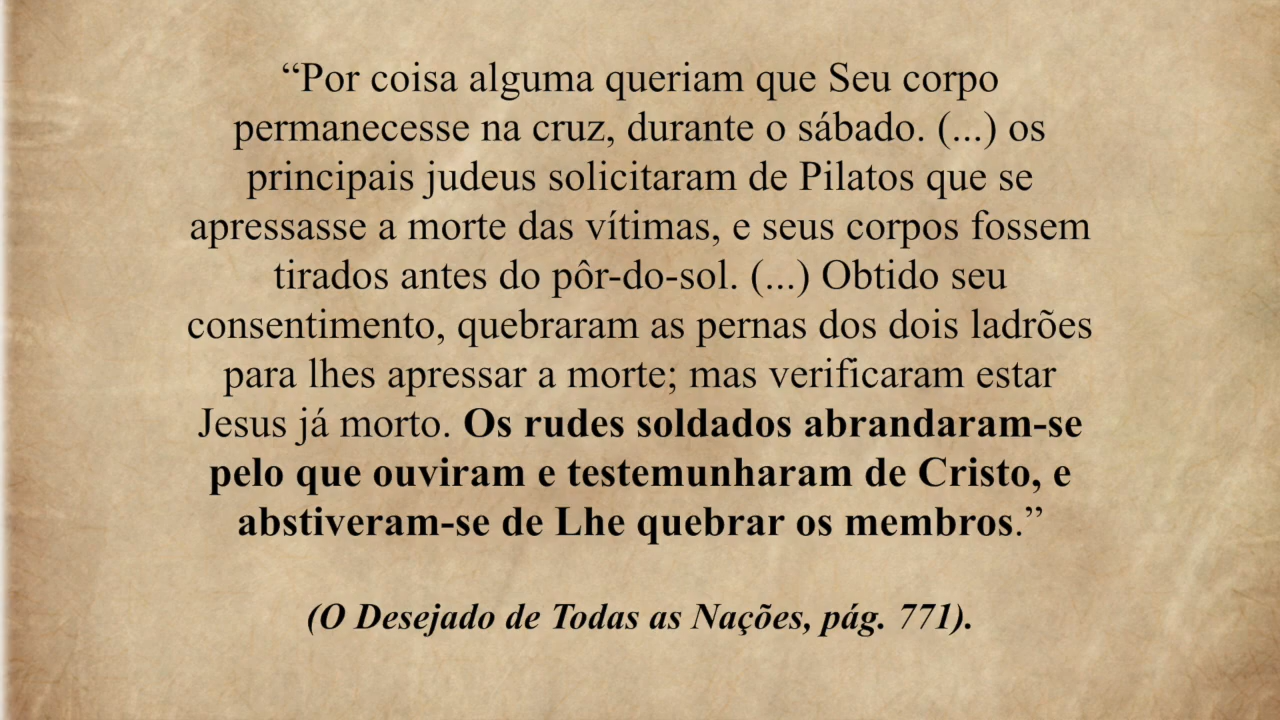 “Por coisa alguma queriam que Seu corpo
permanecesse na cruz, durante o sábado. (...) os
principais judeus solicitaram de Pilatos que se
apressasse a morte das vítimas, e seus corpos fossem
tirados antes do pôr-do-sol. (...) Obtido seu
consentimento, quebraram as pernas dos dois ladrões
para lhes apressar a morte; mas verificaram estar
Jesus já morto. Os rudes soldados abrandaram-se
pelo que ouviram e testemunharam de Cristo, e
abstiveram-se de Lhe quebrar os membros.”
(O Desejado de Todas as Nações, pág. 771).